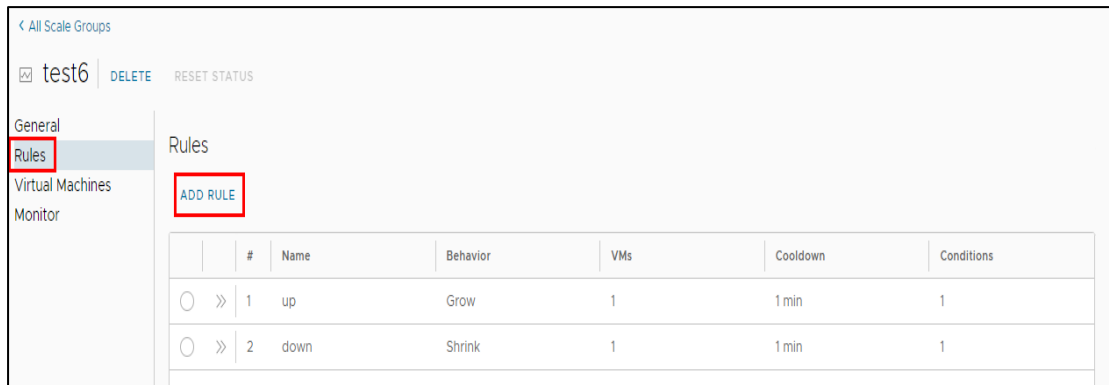 All Scale Groups
test6 DELETE RESET STATUS
General
Rules
Virtual Machines
Monitor
Rules
ADD RULE
# Name Behavior VMs Cooldown Conditions
1 up Grow 1 1 min 1
2 down Shrink 1 1 min 1